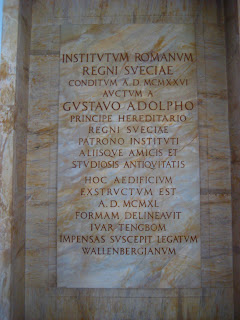 INSTITVTVM ROMANVM
REGNI SVECIAE
CONDITVM A. D. MCMXXVI
AVCTVM A
GVSTAVO ADOLPHO
PRINCIPE HEREDITARIO
REGNI SVECIAE
PATRONO INSTITVTI
ALIISQVE AMICIS ET
STVDIOSIS ANTIQVITATIS
HOC AEDIFICIVM
EXSTRVCTVM EST
A. D. MCMXL
FORMAM DELINEAVIT
IVAR TENGBOM
IMPENSAS SVSCEPIT LEGATVM
WALLENBERGIANVM